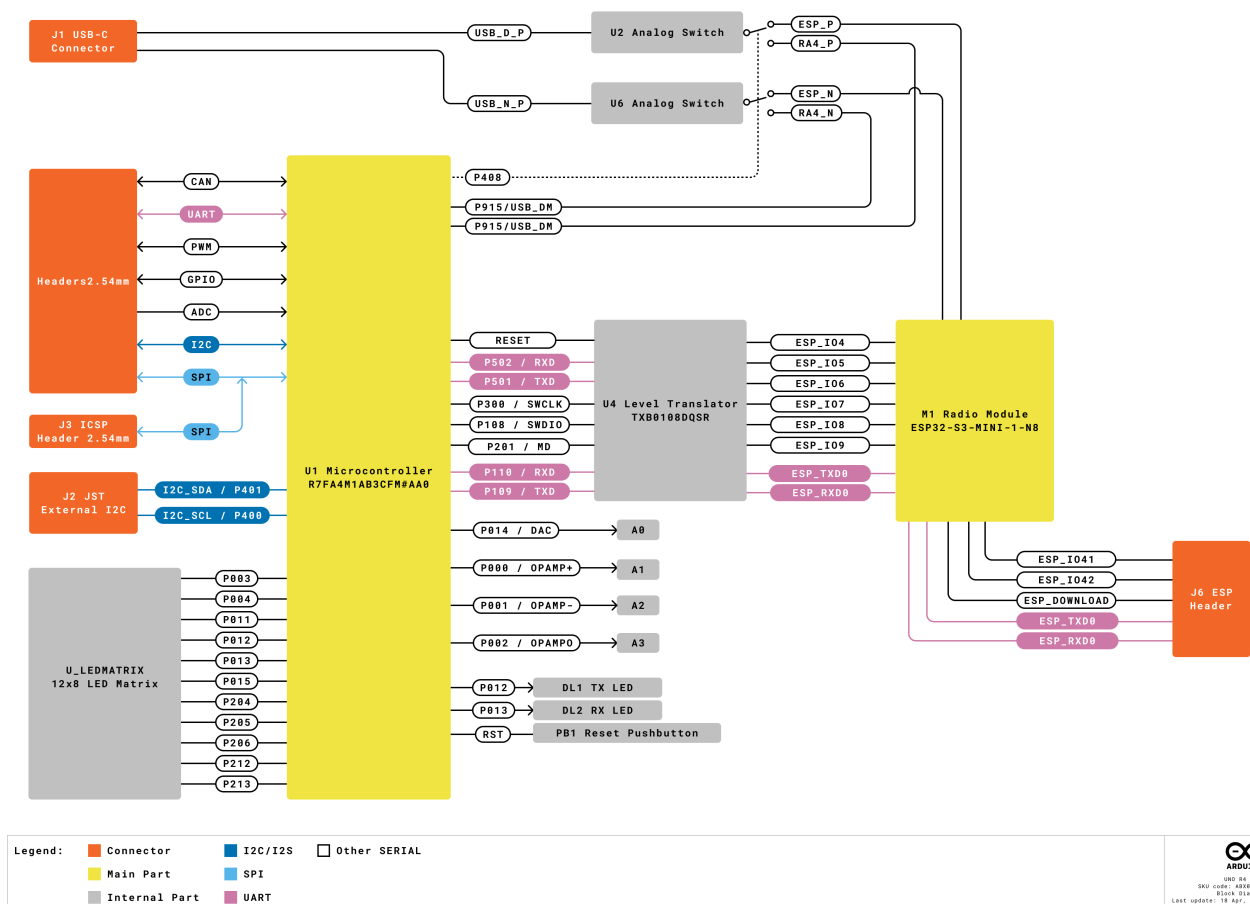 J1 USB-C
Connector
USB_D_P
U2 Analog Switch
ESP_P
RA4_P
USB_N_P
U6 Analog Switch
ESP_N
RA4_N
P408
P915/USB_DM
P915/USB_DM
Headers2.54mm
CAN
UART
PWM
GPIO
ADC
I2C
SPI
J3 ICSP
Header 2.54mm
SPI
J2 JST
External I2C
I2C_SDA / P401
I2C_SCL / P400
U1 Microcontroller
R7FA4M1AB3CFM#AA0
RESET
P502 / RXD
P501 / TXD
P300 / SWCLK
P108 / SWDIO
P201 / MD
P110 / RXD
P109 / TXD
U4 Level Translator
TXB0108DQSR
ESP_IO4
ESP_IO5
ESP_IO6
ESP_IO7
ESP_IO8
ESP_IO9
ESP_TXD0
ESP_RXD0
M1 Radio Module
ESP32-S3-MINI-1-N8
P014 / DAC
A0
P000 / OPAMP+
A1
P001 / OPAMP-
A2
P002 / OPAMPO
A3
ESP_IO41
ESP_IO42
ESP_DOWNLOAD
ESP_TXD0
ESP_RXD0
J6 ESP
Header
U_LEDMATRIX
12x8 LED Matrix
P003
P004
P011
P012
P013
P015
P204
P205
P206
P212
P213
P012
DL1 TX LED
P013
DL2 RX LED
RST
PB1 Reset Pushbutton
Legend:
Connector
I2C/I2S
Other SERIAL
Main Part
SPI
Internal Part
UART
UNO R4
SKU code:
Last update: 18 Apr,